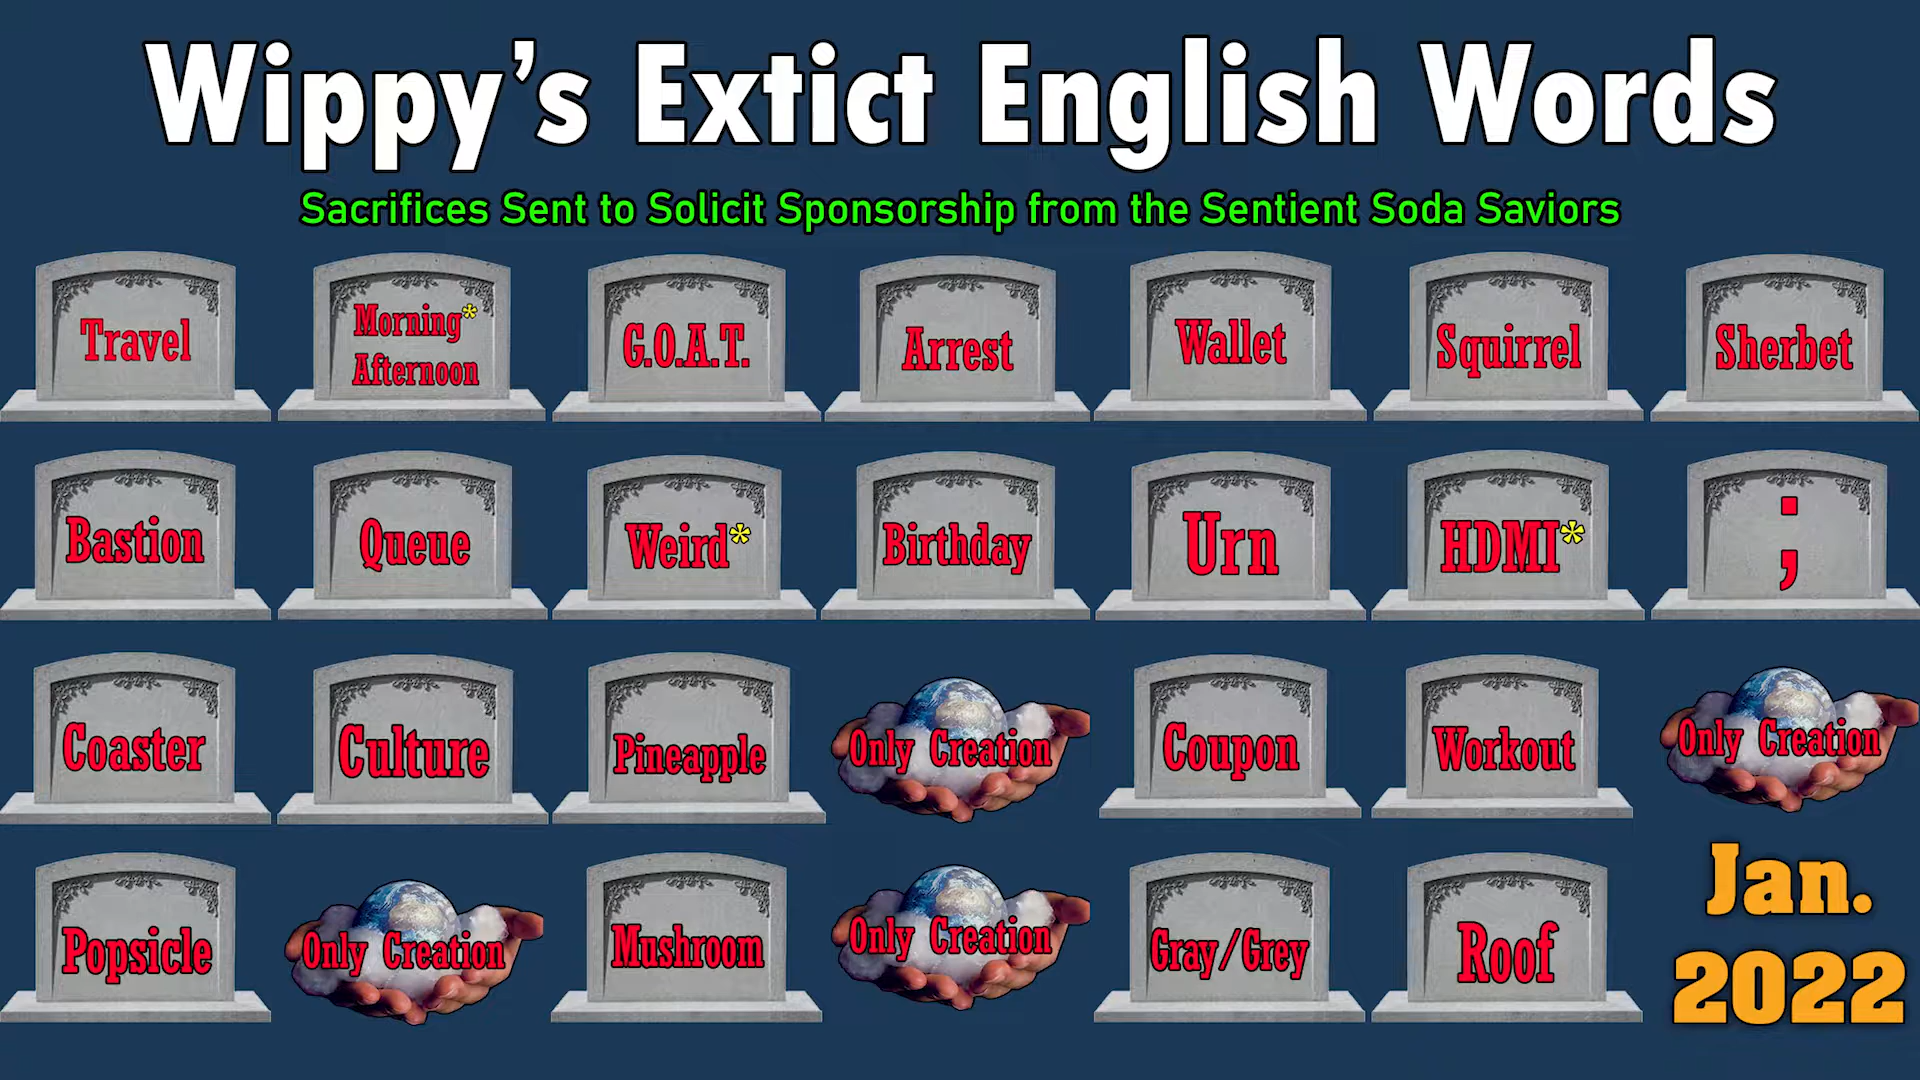 Wippy's Extict English Words
Sacrifices Sent to Solicit Sponsorship from the Sentient Soda Saviors
Travel
Morning*
Afternoon
G.O.A.T.
Arrest
Wallet
Squirrel
Sherbet
Bastion
Queue
Weird*
Birthday
Urn
HDMI*
;
Coaster
Culture
Pineapple
Only Creation
Coupon
Workout
Only Creation
Popsicle
Only Creation
Mushroom
Only Creation
Gray/Grey
Roof
Jan.
2022